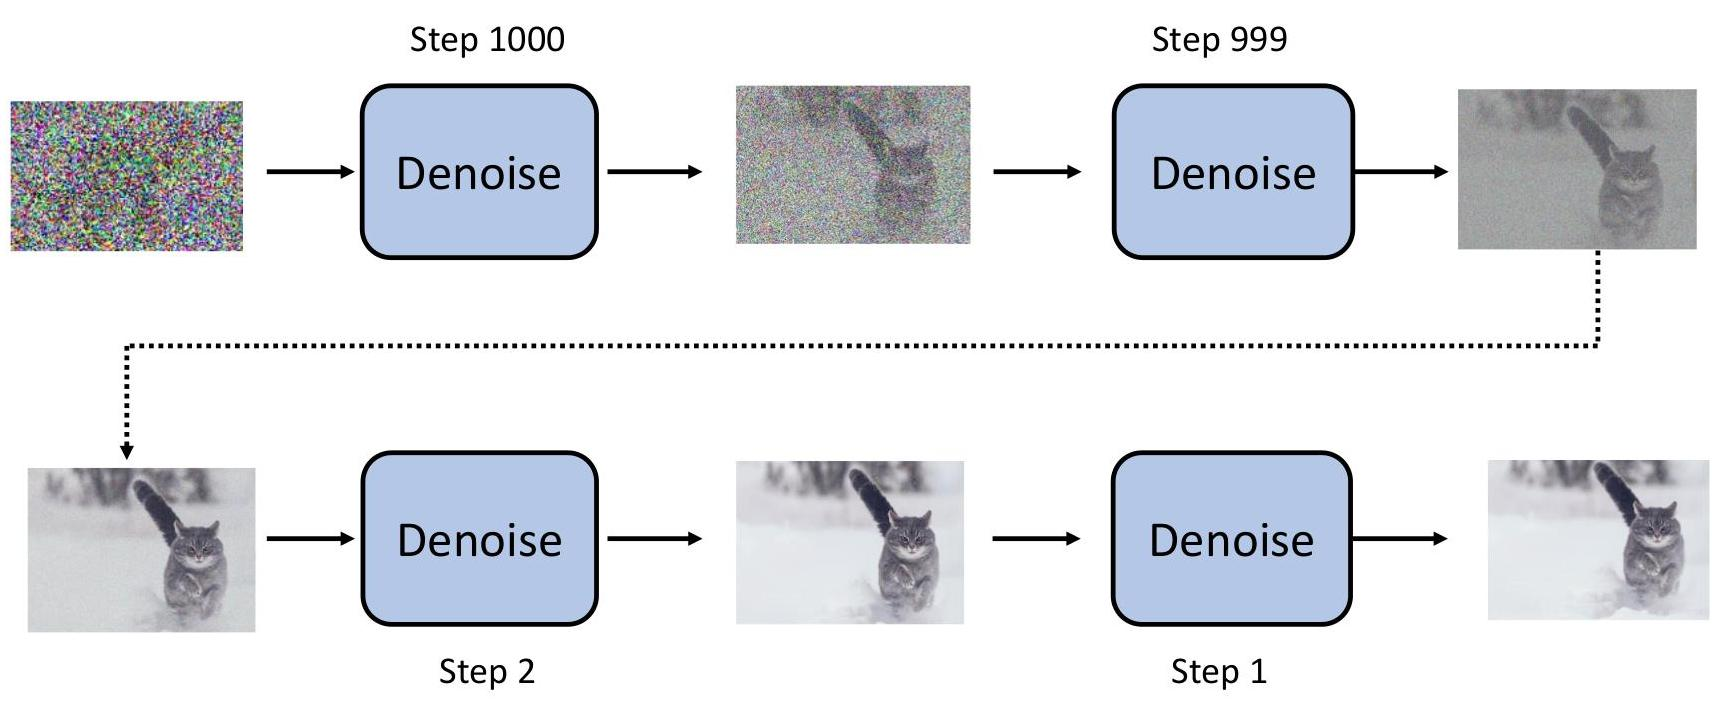 Step 1000
Step 999
Denoise
Denoise
Denoise
Denoise
Step 2
Step 1